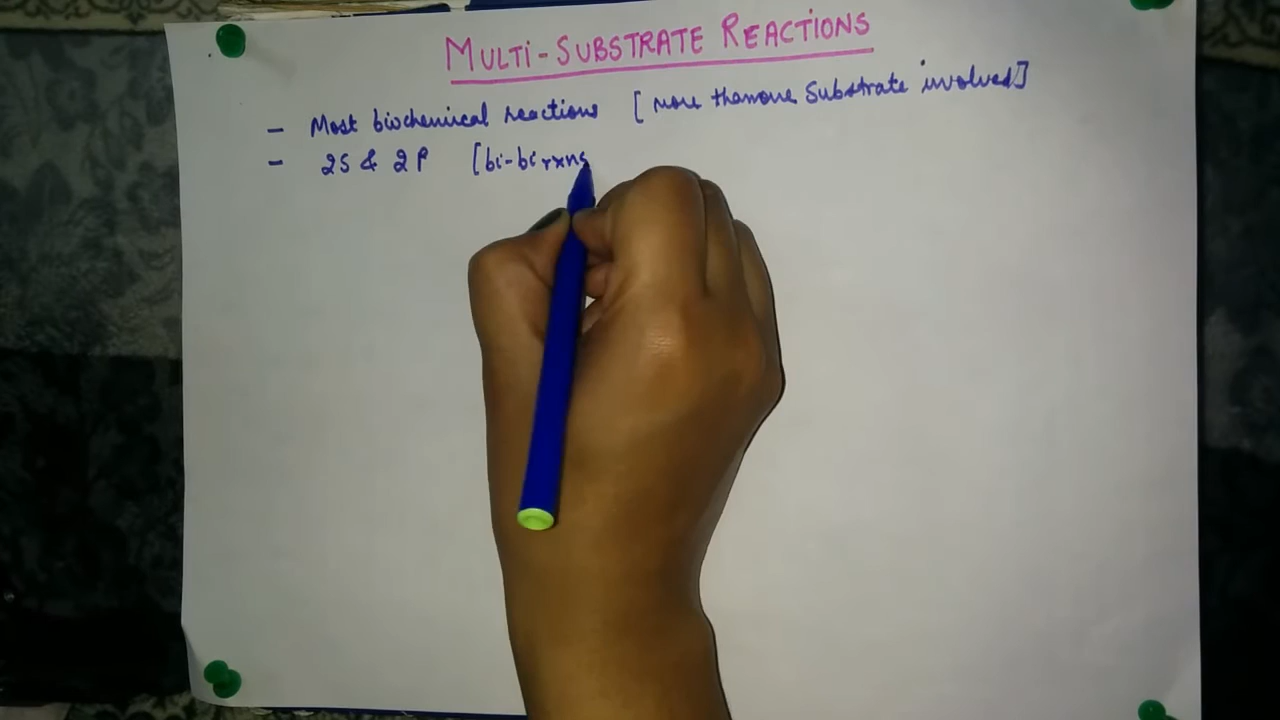 MULTI-SUBSTRATE REACTIONS
- Most biochemical reactions [more than one Substrate involved]
- 2S & 2P [bi-bi rxns